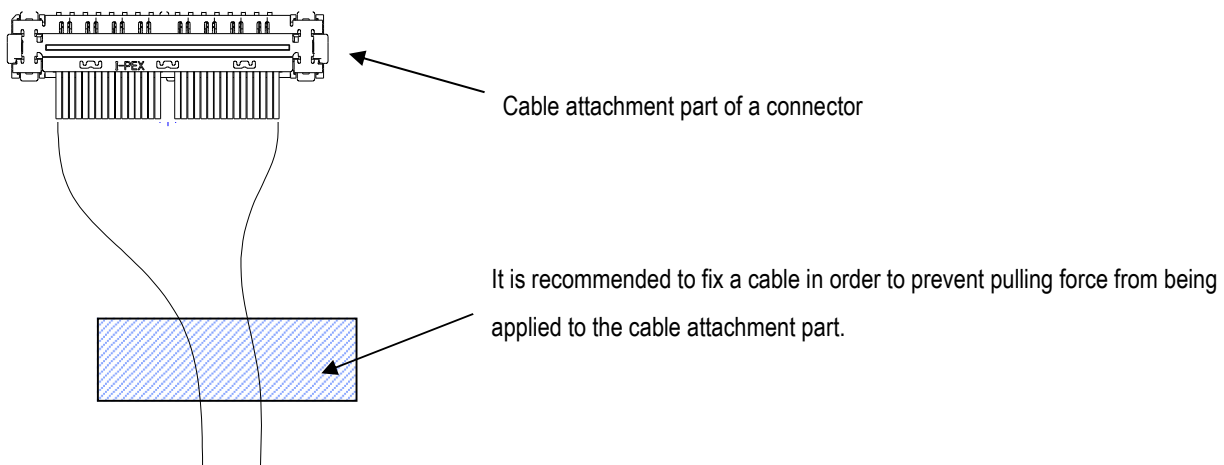 I-PEX
Cable attachment part of a connector
It is recommended to fix a cable in order to prevent pulling force from being
applied to the cable attachment part.